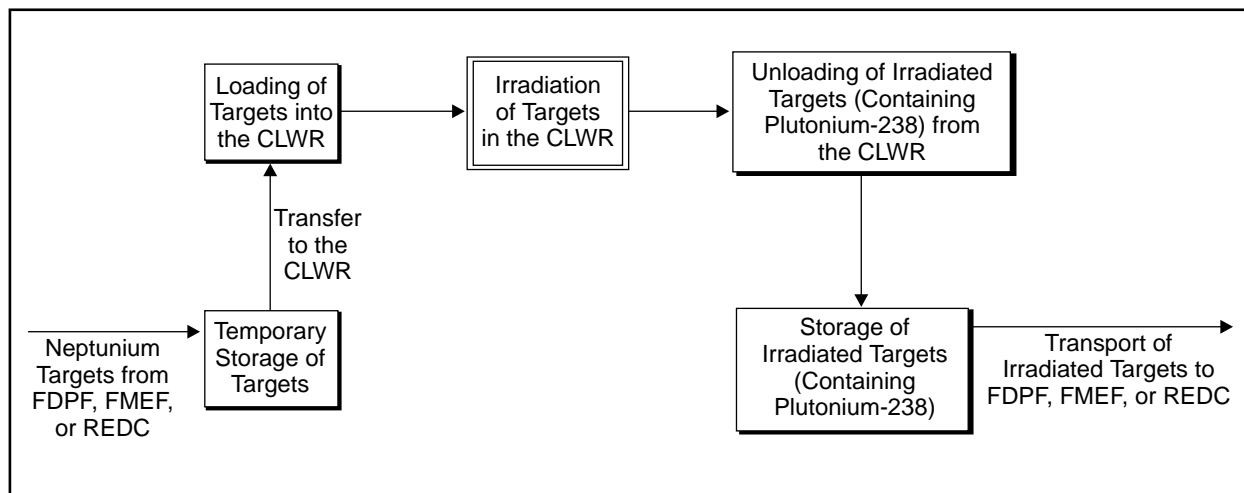 Neptunium
Targets from
FDPF, FMEF,
or REDC
Temporary
Storage of
Targets
Transfer
to the
CLWR
Loading of
Targets into
the CLWR
Irradiation
of Targets
in the CLWR
Unloading of Irradiated
Targets (Containing
Plutonium-238) from
the CLWR
Storage of
Irradiated Targets
(Containing
Plutonium-238)
Transport of
Irradiated Targets to
FDPF, FMEF, or REDC